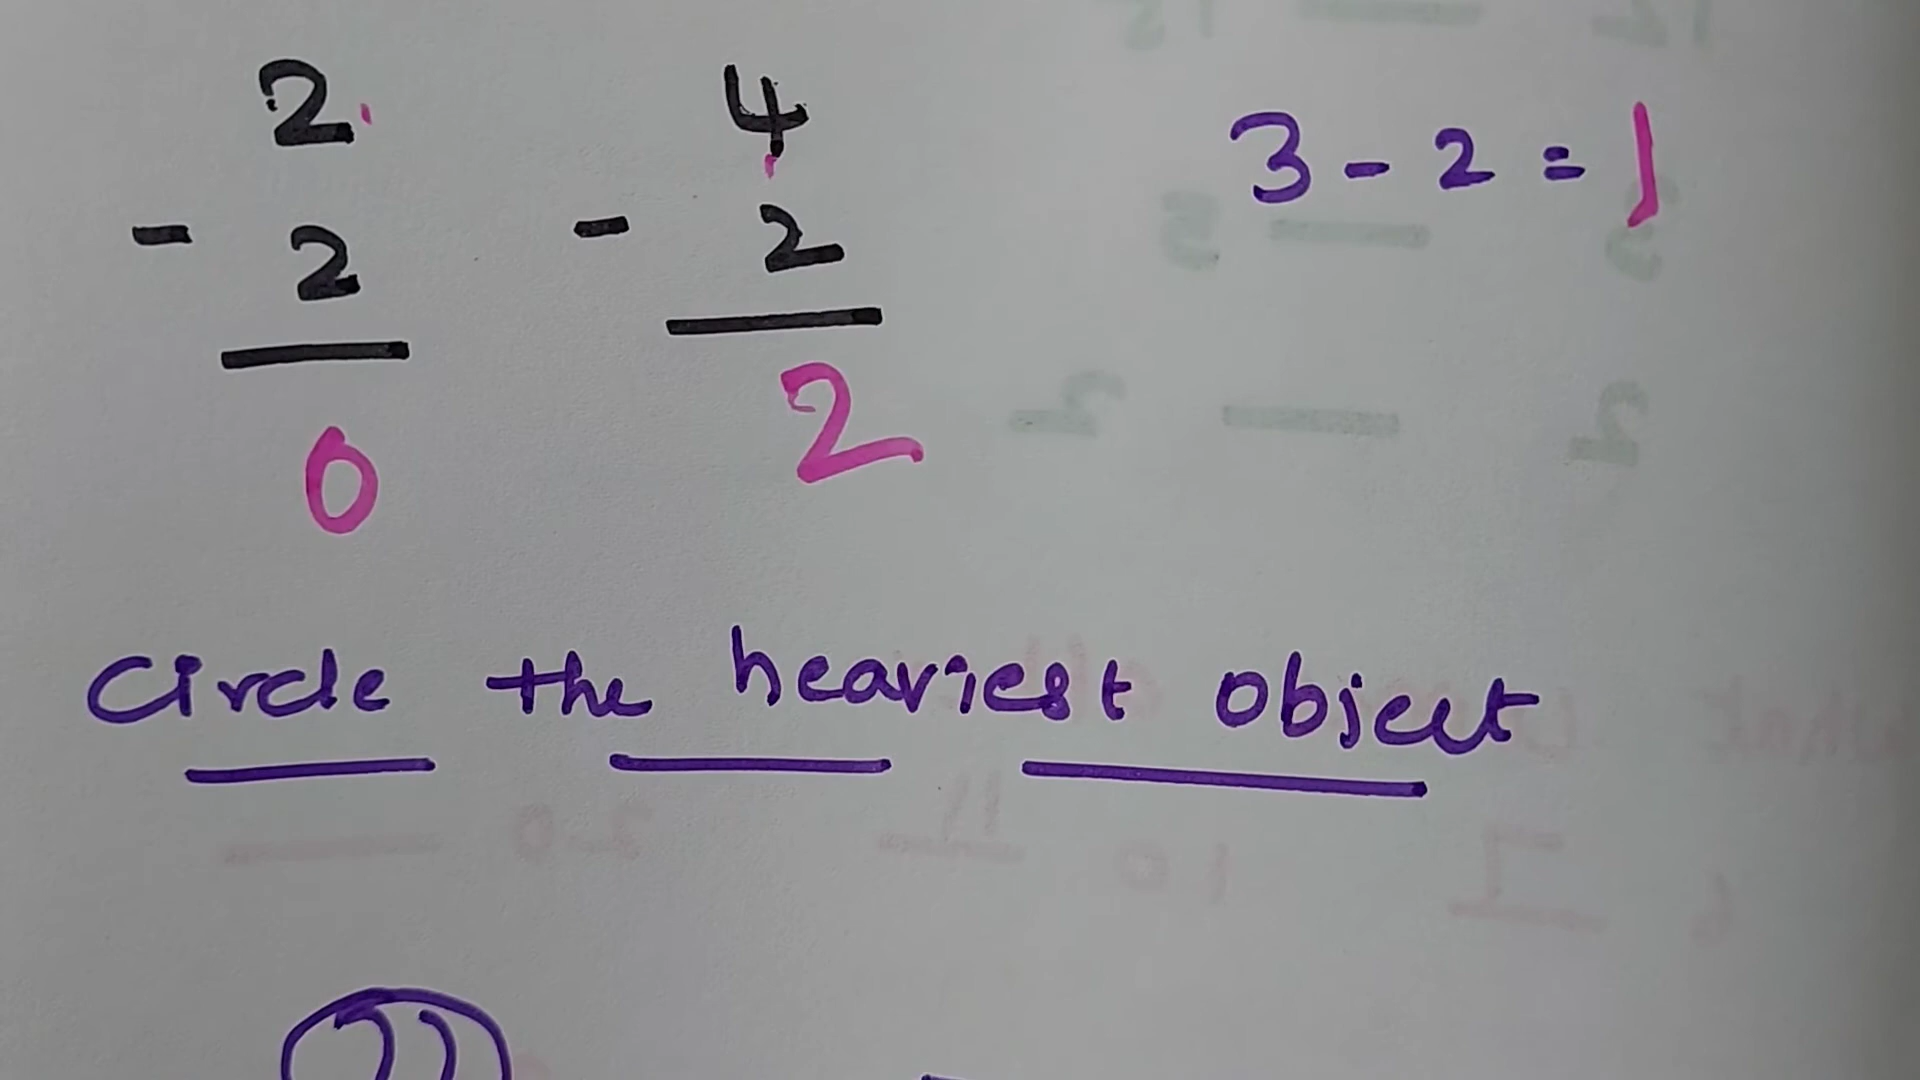 2 4 3 - 2 = 1
- 2 - 2
0 2
Circle the heaviest object